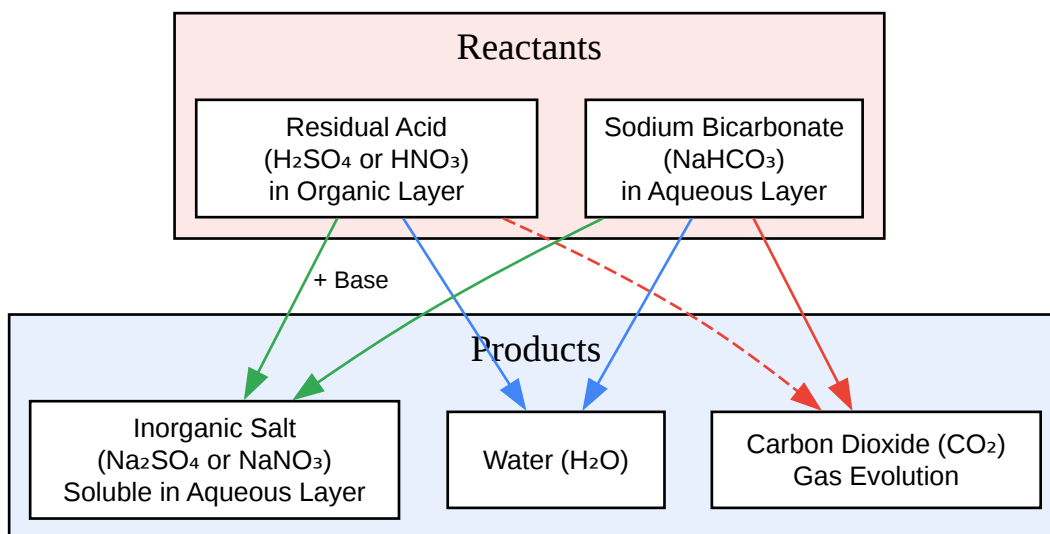 Reactants
Residual Acid
(H₂SO₄ or HNO₃)
in Organic Layer
Sodium Bicarbonate
(NaHCO₃)
in Aqueous Layer
+ Base
Products
Inorganic Salt
(Na₂SO₄ or NaNO₃)
Soluble in Aqueous Layer
Water (H₂O)
Carbon Dioxide (CO₂)
Gas Evolution